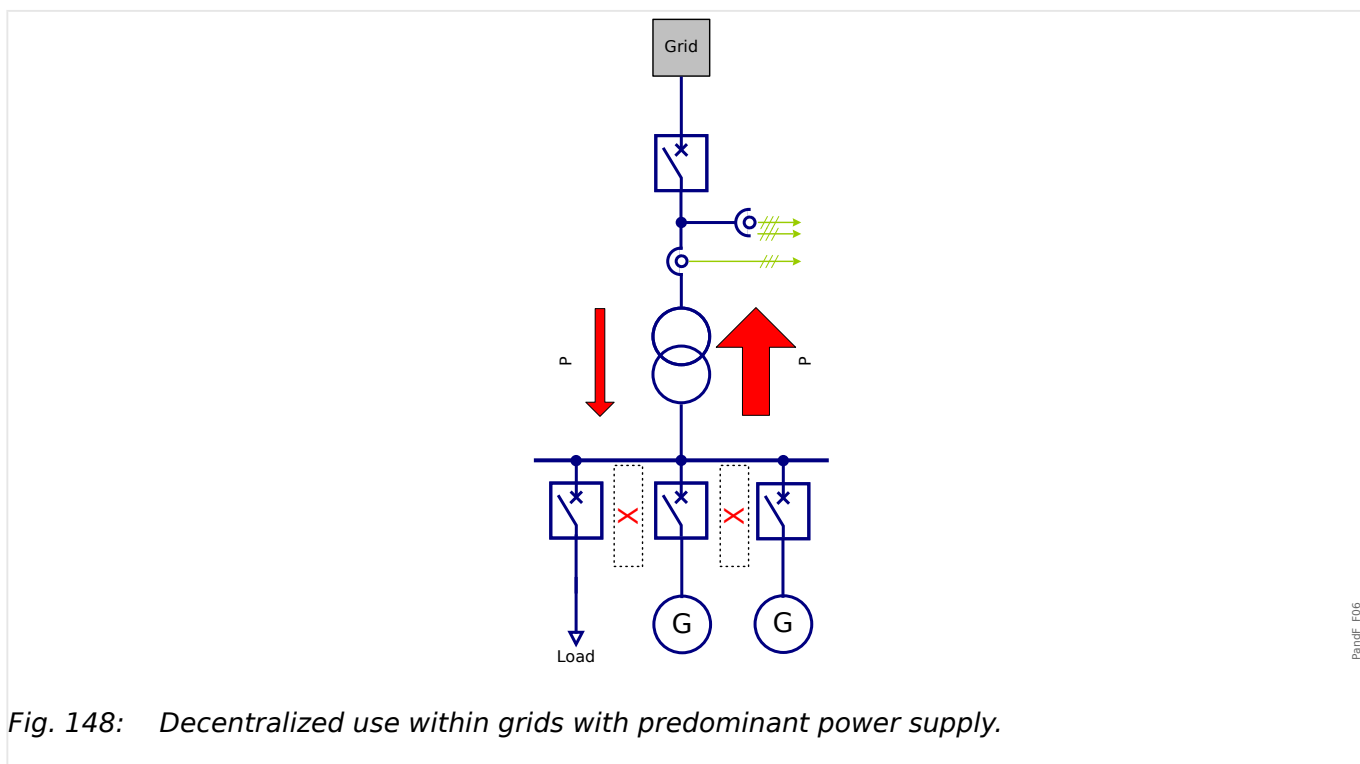 Grid
P
P
X
X
G
G
Load
PandF_F06
Fig. 148: Decentralized use within grids with predominant power supply.